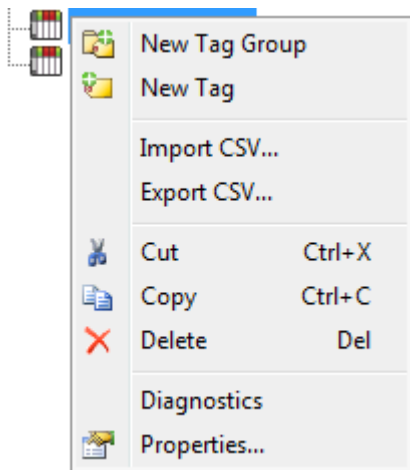 New Tag Group
New Tag
Import CSV...
Export CSV...
Cut Ctrl+X
Copy Ctrl+C
Delete Del
Diagnostics
Properties...